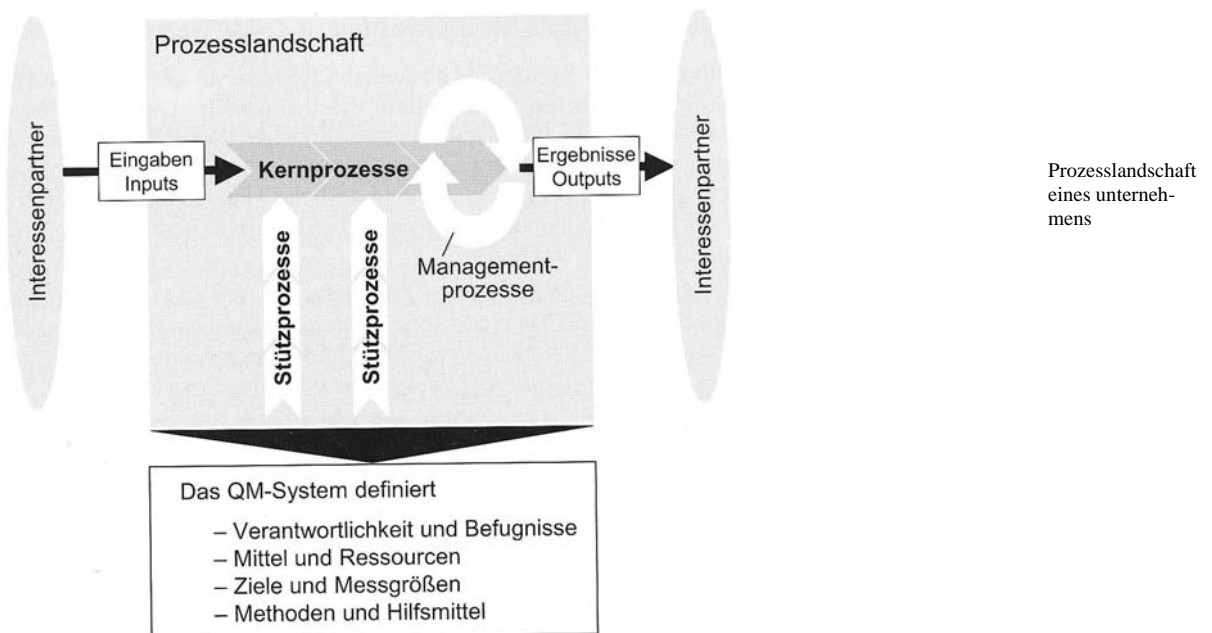 Prozesslandschaft
Interessenpartner
Eingaben
Inputs
Kernprozesse
Ergebnisse
Outputs
Interessenpartner
Stützprozesse
Stützprozesse
Management-
prozesse
Das QM-System definiert
– Verantwortlichkeit und Befugnisse
– Mittel und Ressourcen
– Ziele und Messgrößen
– Methoden und Hilfsmittel
Prozesslandschaft
eines unterneh-
mens